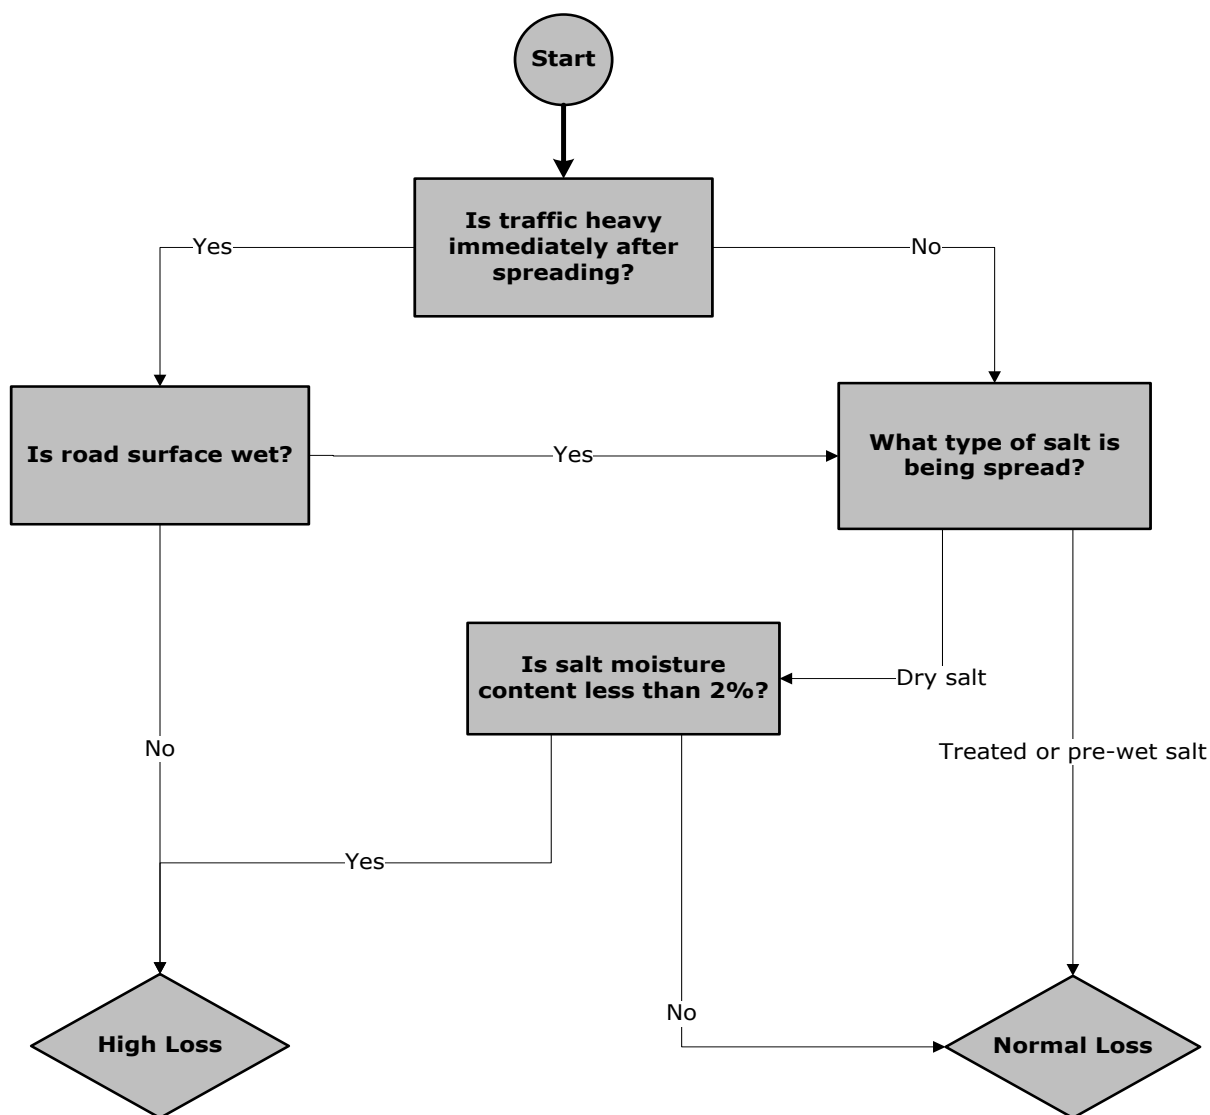 Start
Is traffic heavy
immediately after
spreading?
Yes
No
Is road surface wet?
Yes
What type of salt is
being spread?
Is salt moisture
content less than 2%?
Dry salt
No
Treated or pre-wet salt
Yes
No
High Loss
Normal Loss